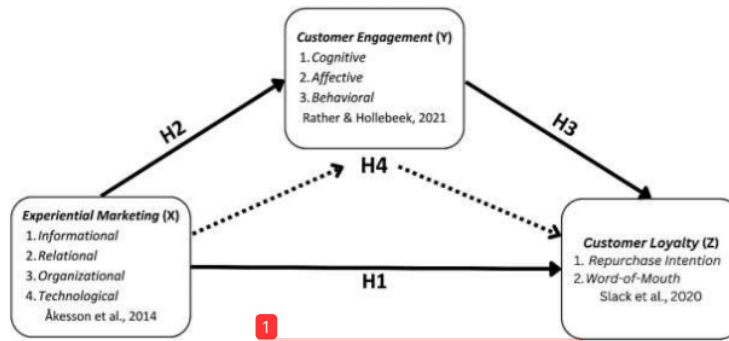 Customer Engagement (Y)
1. Cognitive
2. Affective
3. Behavioral
Rather & Hollebeek, 2021
H2
H3
H4
Experiential Marketing (X)
1. Informational
2. Relational
3. Organizational
4. Technological
Åkesson et al., 2014
Customer Loyalty (Z)
1. Repurchase Intention
2. Word-of-Mouth
Slack et al., 2020
H1
1